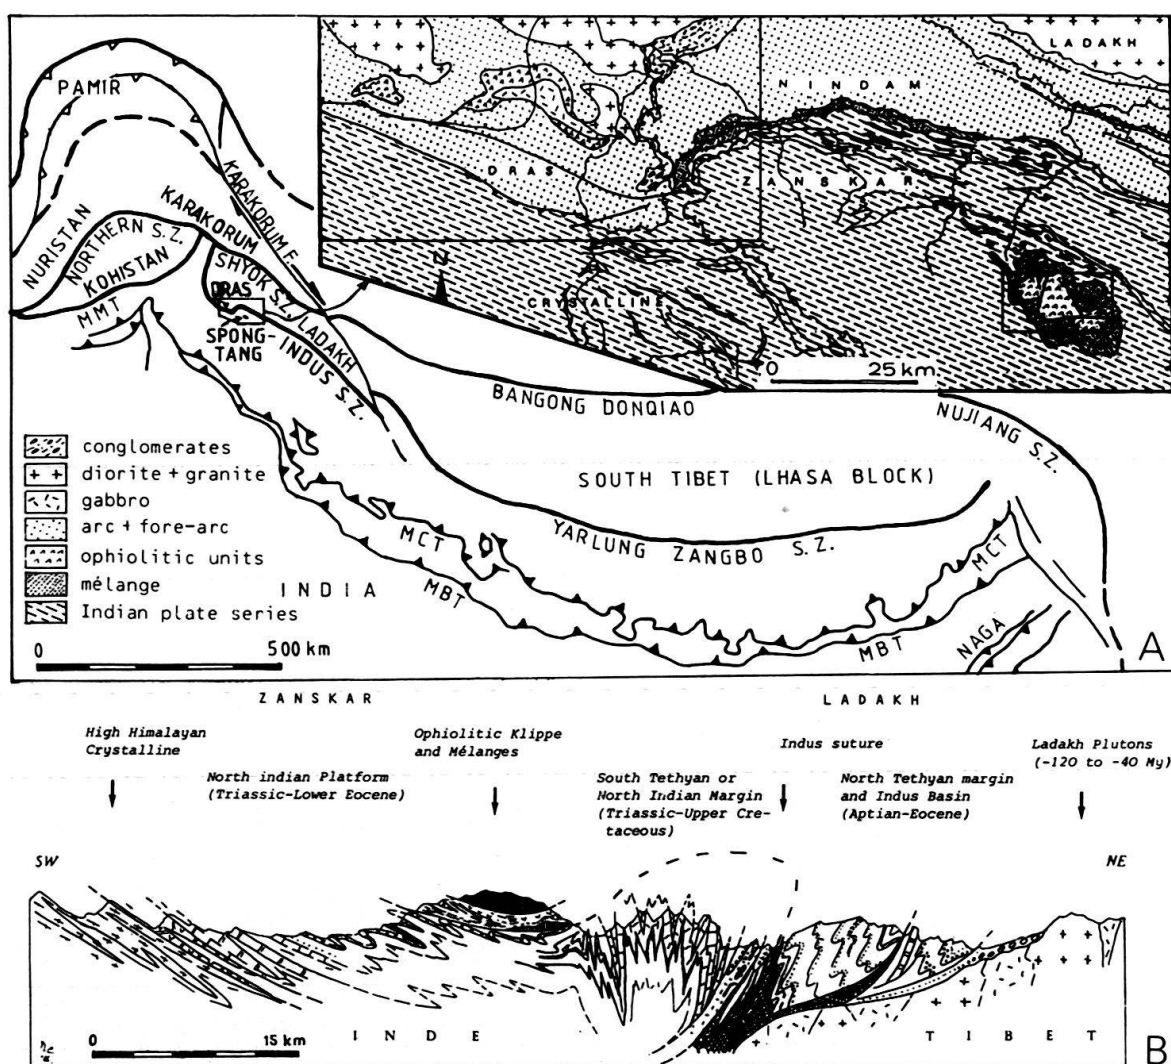 PAMIR
NURISTAN
NORTHERN S.Z.
KOHISTAN
MMT
KARAKORUM
KARAKORUM F.
SHYOK S.Z.
LADAKH
DRAS
SPONG-
TANG
INDUS S.Z.
LADAKH
NINDAM
DRAS
ZANSKAR
CRYSTALLINE
N
0 25 km
BANGONG DONQIAO
NUJIANG S.Z.
SOUTH TIBET (LHASA BLOCK)
YARLUNG ZANGBO S.Z.
MCT
MBT
MCT
MBT
NAGA
INDIA
conglomerates
diorite + granite
gabbro
arc + fore-arc
ophiolitic units
mélange
Indian plate series
0 500 km
A
ZANSKAR LADAKH
High Himalayan
Crystalline
North indian Platform
(Triassic-Lower Eocene)
Ophiolitic Klippe
and Mélanges
South Tethyan or
North Indian Margin
(Triassic-Upper Cre-
taceous)
Indus suture
North Tethyan margin
and Indus Basin
(Aptian-Eocene)
Ladakh Plutons
(-120 to -40 My)
SW
NE
0 15 km
INDE
TIBET
B